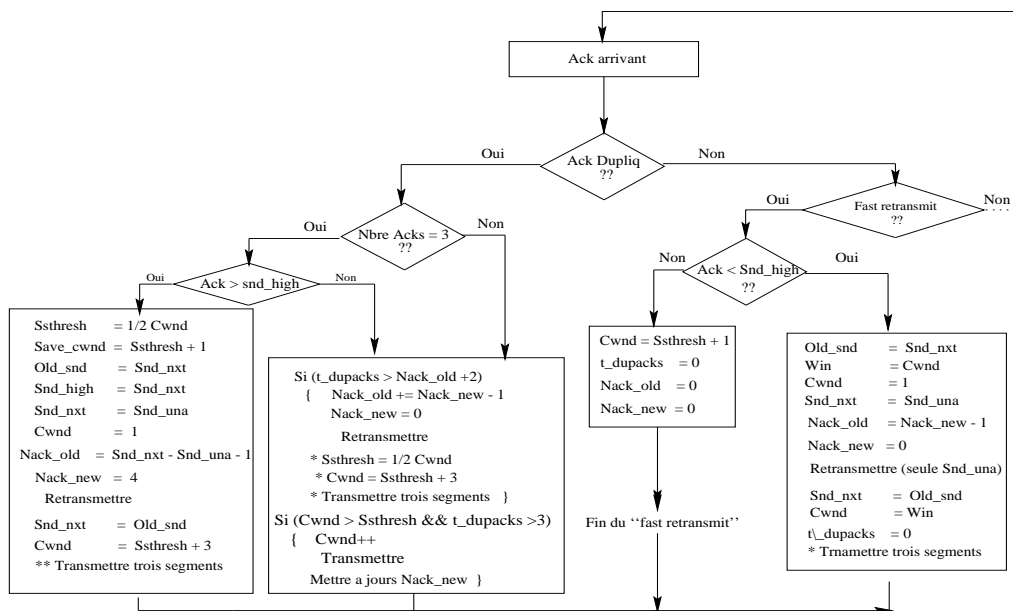 Ack arrivant
Ack Dupliq
??
Oui
Non
Fast retransmit
??
Oui
Non
Nbre Acks = 3
??
Oui
Non
Ack < Snd_high
??
Non
Oui
Ack > snd_high
Oui
Non
Ssthresh = 1/2 Cwnd
Save_cwnd = Ssthresh + 1
Old_snd = Snd_nxt
Snd_high = Snd_nxt
Snd_nxt = Snd_una
Cwnd = 1
Nack_old = Snd_nxt - Snd_una - 1
Nack_new = 4
Retransmettre
Snd_nxt = Old_snd
Cwnd = Ssthresh + 3
** Transmettre trois segments
Si (t_dupacks > Nack_old +2)
{ Nack_old += Nack_new - 1
Nack_new = 0
Retransmettre
* Ssthresh = 1/2 Cwnd
* Cwnd = Ssthresh + 3
* Transmettre trois segments }
Si (Cwnd > Ssthresh && t_dupacks >3)
{ Cwnd++
Transmettre
Mettre a jours Nack_new }
Cwnd = Ssthresh + 1
t_dupacks = 0
Nack_old = 0
Nack_new = 0
Fin du ‘‘fast retransmit’’
Old_snd = Snd_nxt
Win = Cwnd
Cwnd = 1
Snd_nxt = Snd_una
Nack_old = Nack_new - 1
Nack_new = 0
Retransmettre (seule Snd_una)
Snd_nxt = Old_snd
Cwnd = Win
t\_dupacks = 0
* Trnamettre trois segments